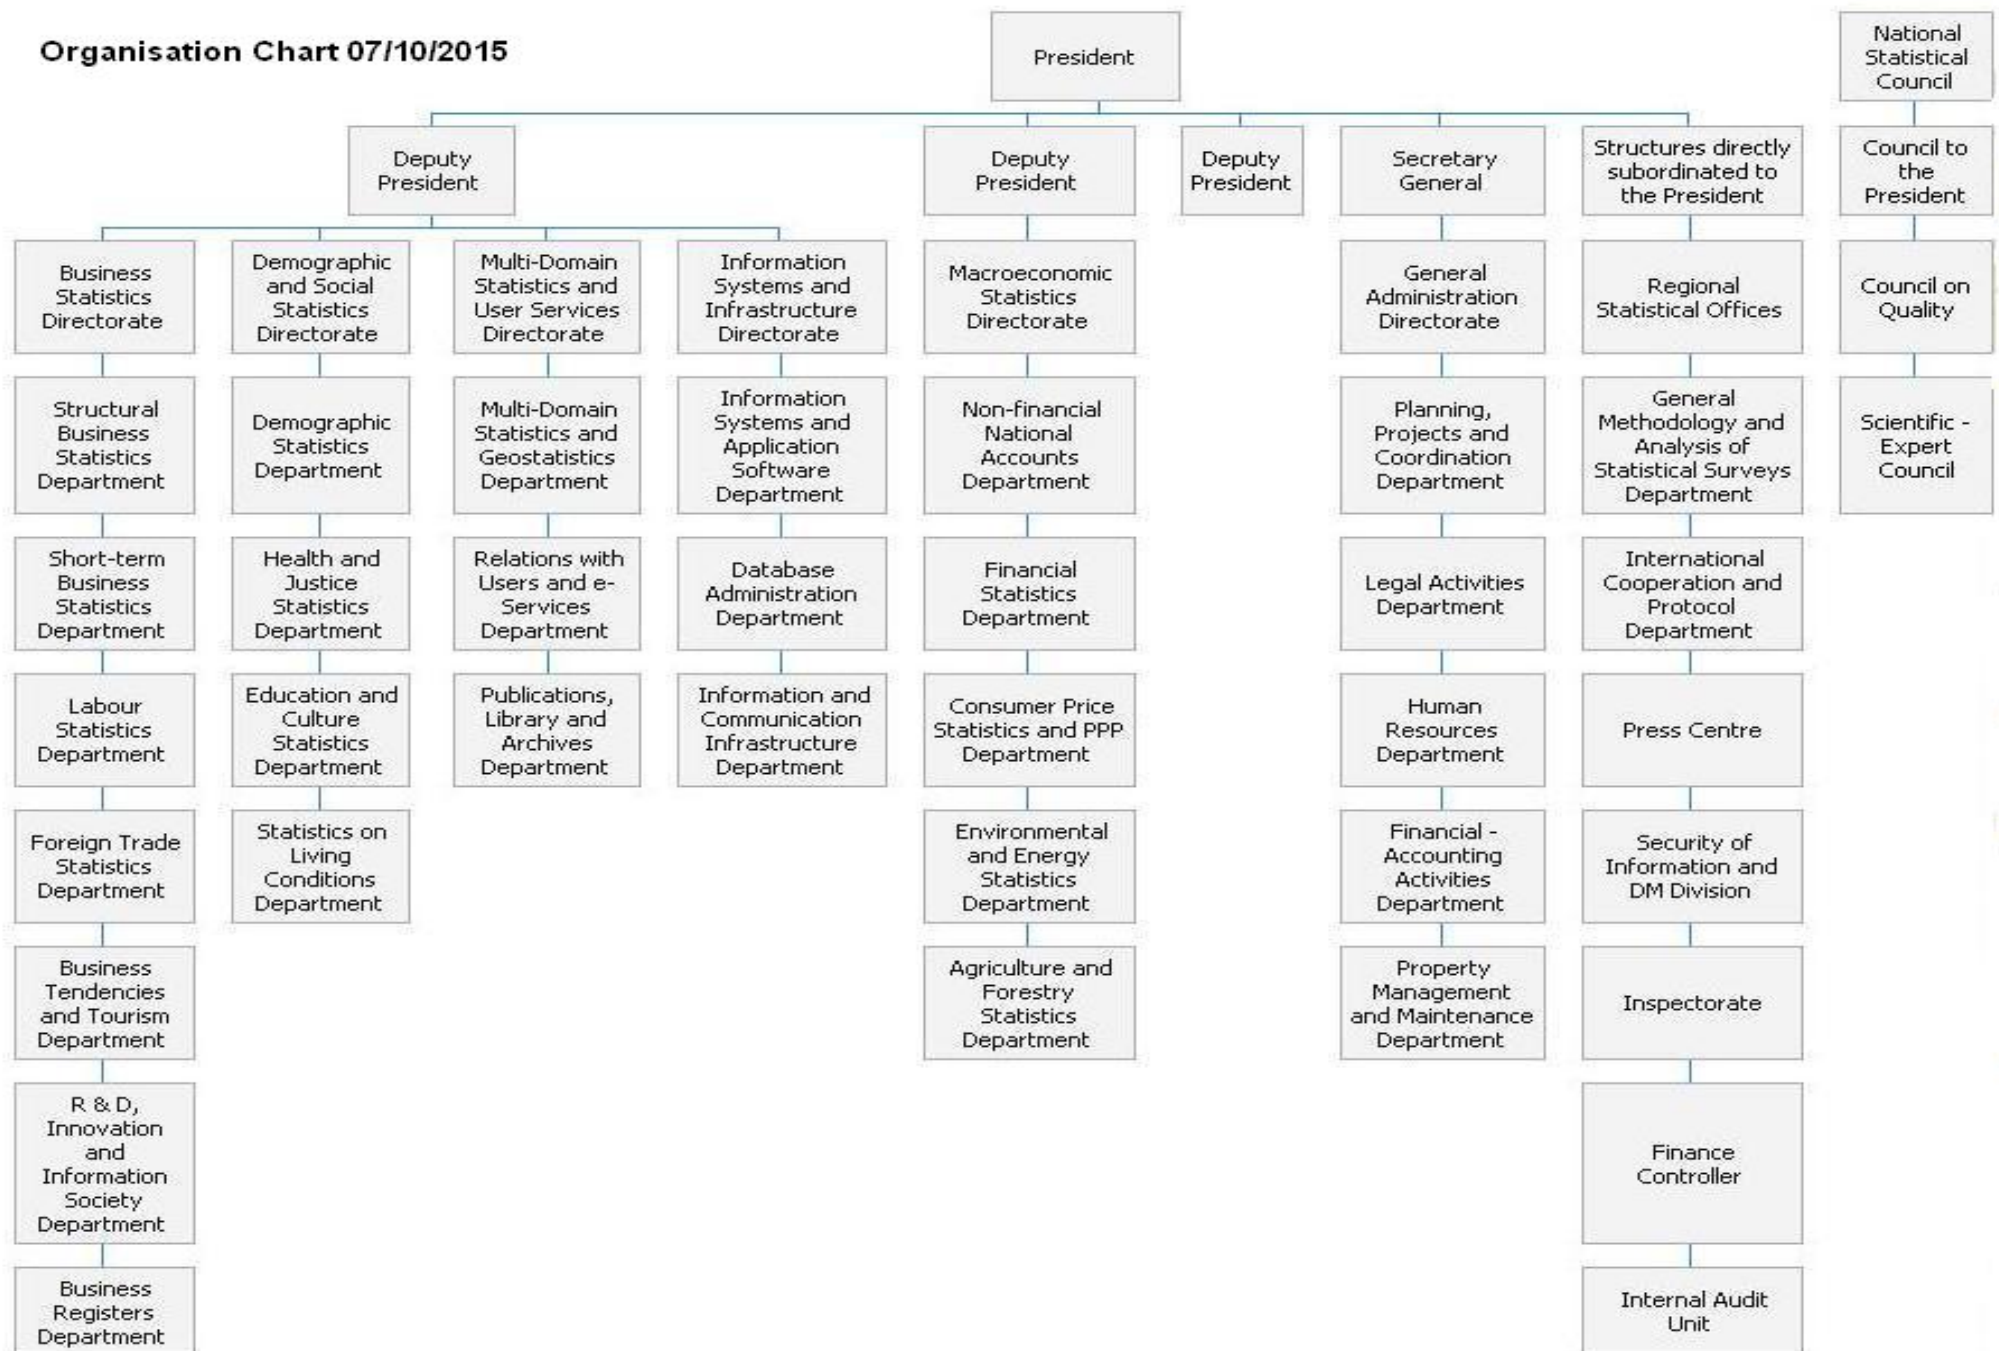 Organisation Chart 07/10/2015
President
National
Statistical
Council
Deputy
President
Deputy
President
Deputy
President
Secretary
General
Structures directly
subordinated to
the President
Council to
the
President
Business
Statistics
Directorate
Demographic
and Social
Statistics
Directorate
Multi-Domain
Statistics and
User Services
Directorate
Information
Systems and
Infrastructure
Directorate
Macroeconomic
Statistics
Directorate
General
Administration
Directorate
Regional
Statistical Offices
Council on
Quality
Structural
Business
Statistics
Department
Demographic
Statistics
Department
Multi-Domain
Statistics and
Geostatistics
Department
Information
Systems and
Application
Software
Department
Non-financial
National
Accounts
Department
Planning,
Projects and
Coordination
Department
General
Methodology and
Analysis of
Statistical Surveys
Department
Scientific -
Expert
Council
Short-term
Business
Statistics
Department
Health and
Justice
Statistics
Department
Relations with
Users and e-
Services
Department
Database
Administration
Department
Financial
Statistics
Department
Legal Activities
Department
International
Cooperation and
Protocol
Department
Labour
Statistics
Department
Education and
Culture
Statistics
Department
Publications,
Library and
Archives
Department
Information and
Communication
Infrastructure
Department
Consumer Price
Statistics and PPP
Department
Human
Resources
Department
Press Centre
Foreign Trade
Statistics
Department
Statistics on
Living
Conditions
Department
Environmental
and Energy
Statistics
Department
Financial -
Accounting
Activities
Department
Security of
Information and
DM Division
Business
Tendencies
and Tourism
Department
Agriculture and
Forestry
Statistics
Department
Property
Management
and Maintenance
Department
Inspectorate
R & D,
Innovation
and
Information
Society
Department
Finance
Controller
Business
Registers
Department
Internal Audit
Unit